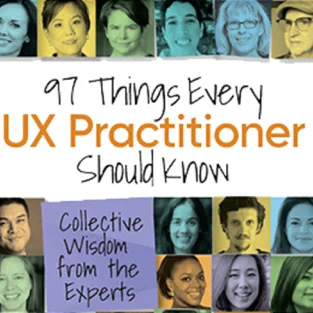 97 Things Every
UX Practitioner
Should Know
Collective
Wisdom
from the
Experts